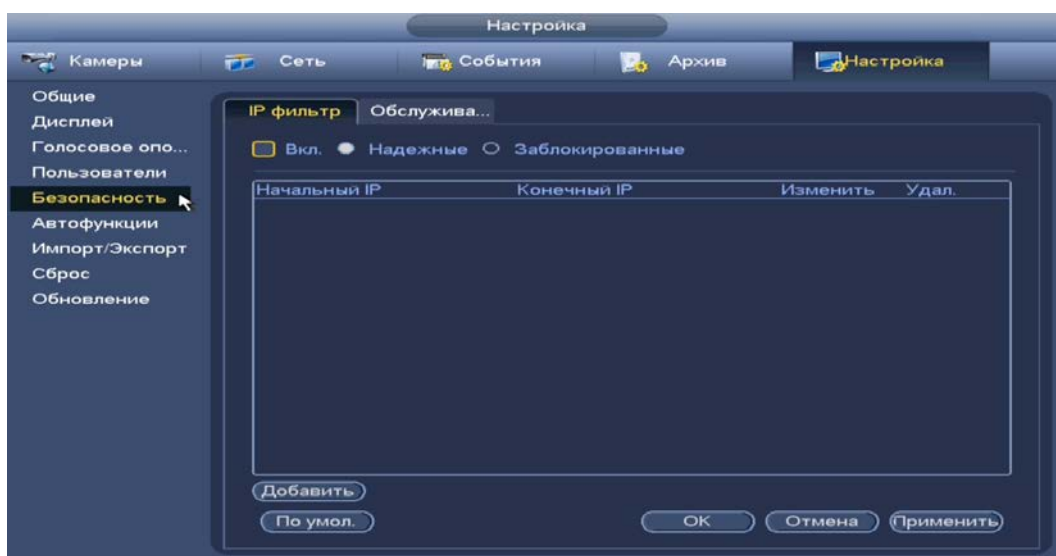 Настройка
Камеры Сеть События Архив Настройка
Общие
Дисплей
Голосовое опо...
Пользователи
Безопасность
Автофункции
Импорт/Экспорт
Сброс
Обновление
IP фильтр Обслужива...
Вкл. Надежные Заблокированные
Начальный IP Конечный IP Изменить Удал.
Добавить
По умол. OK Отмена Применить